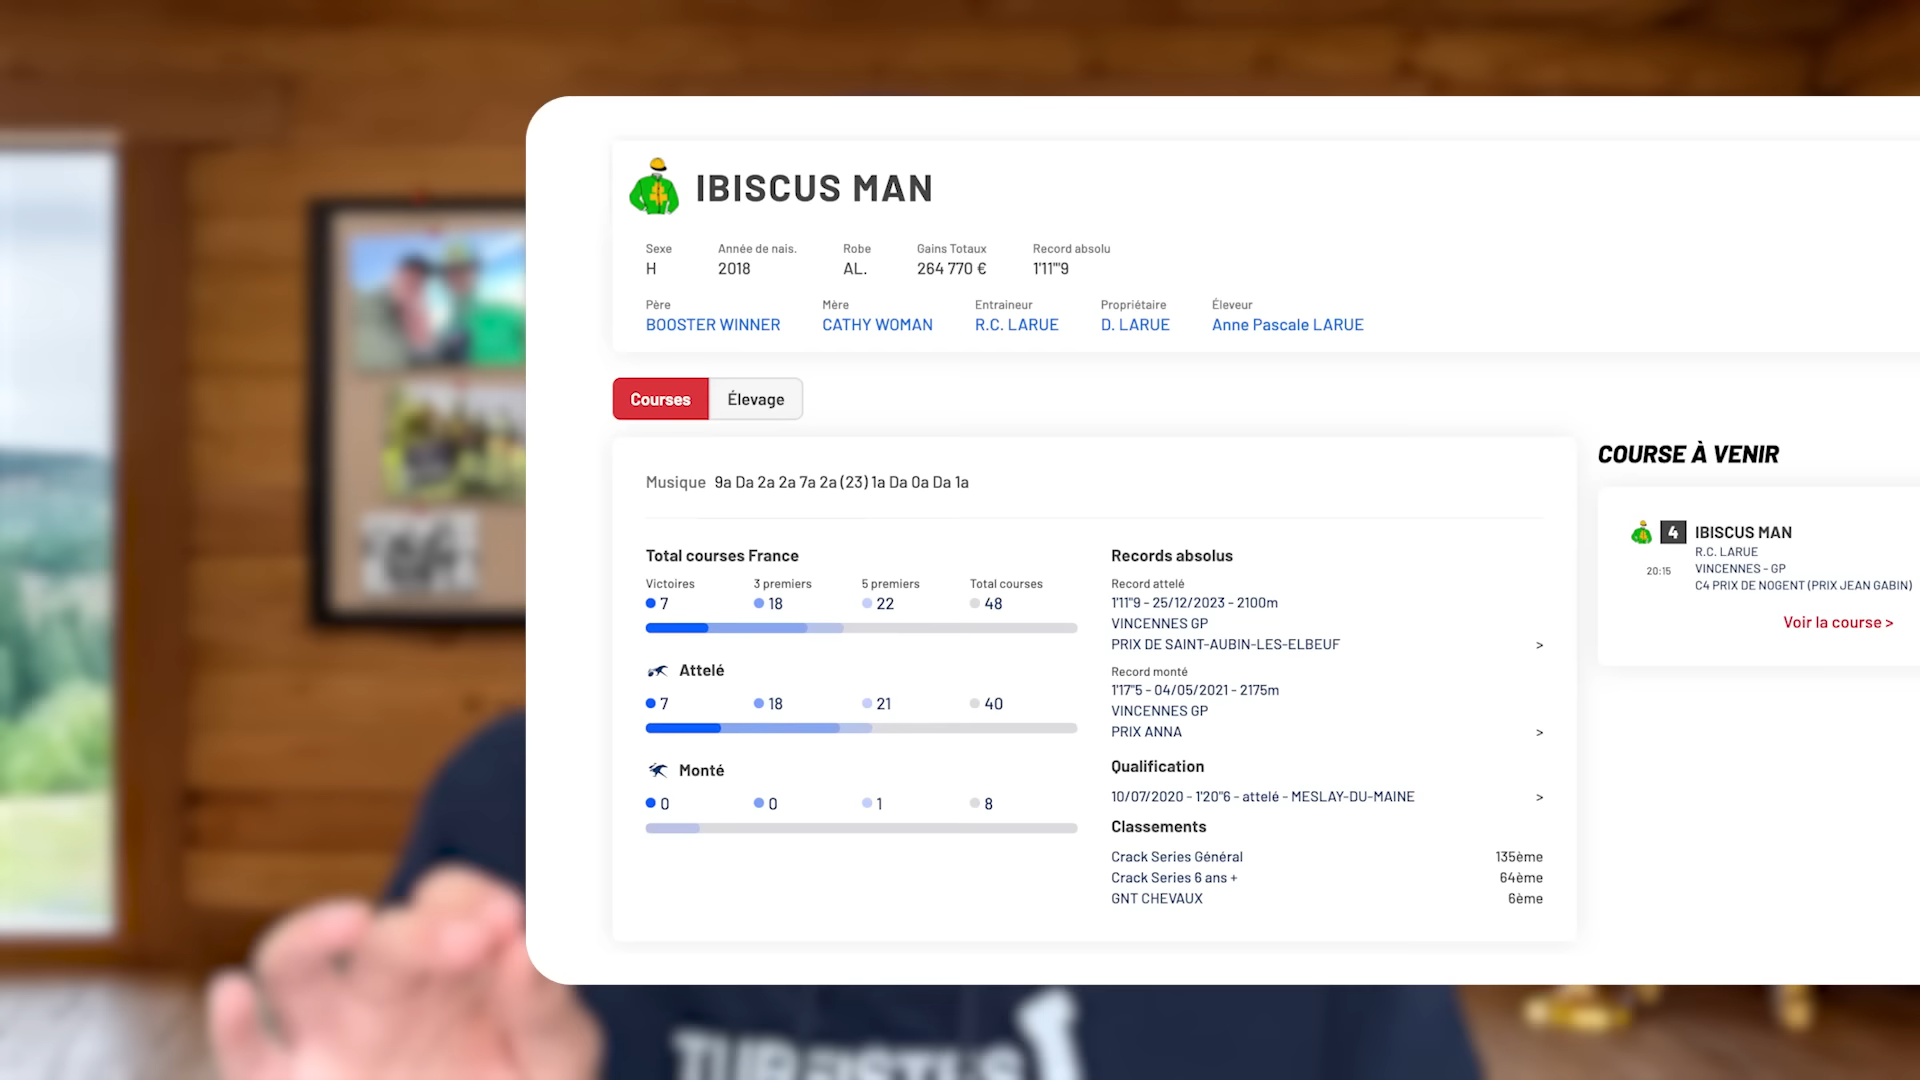 IBISCUS MAN
Sexe Année de nais. Robe Gains Totaux Record absolu
H 2018 AL. 264 770 € 1'11'"9
Père Mère Entraineur Propriétaire Éleveur
BOOSTER WINNER CATHY WOMAN R.C. LARUE D. LARUE Anne Pascale LARUE
Courses Élevage
Musique 9a Da 2a 2a 7a 2a (23) 1a Da 0a Da 1a
Total courses France
Victoires 3 premiers 5 premiers Total courses
7 18 22 48
Attelé
7 18 21 40
Monté
0 0 1 8
Records absolus
Record attelé
1'11"9 - 25/12/2023 - 2100m
VINCENNES GP
PRIX DE SAINT-AUBIN-LES-ELBEUF >
Record monté
1'17"5 - 04/05/2021 - 2175m
VINCENNES GP
PRIX ANNA >
Qualification
10/07/2020 - 1'20"6 - attelé - MESLAY-DU-MAINE >
Classements
Crack Series Général 135ème
Crack Series 6 ans + 64ème
GNT CHEVAUX 6ème
COURSE À VENIR
4 IBISCUS MAN
R.C. LARUE
20:15 VINCENNES - GP
C4 PRIX DE NOGENT (PRIX JEAN GABIN)
Voir la course >